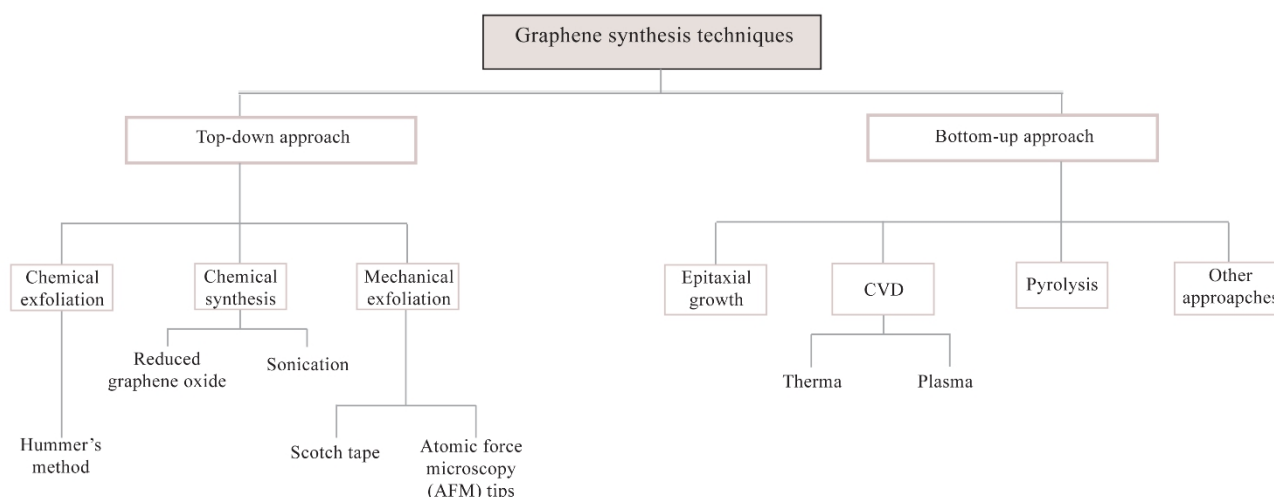 Graphene synthesis techniques
Top-down approach
Bottom-up approach
Chemical
exfoliation
Chemical
synthesis
Mechanical
exfoliation
Epitaxial
growth
CVD
Pyrolysis
Other
approapches
Reduced
graphene oxide
Sonication
Therma
Plasma
Hummer’s
method
Scotch tape
Atomic force
microscopy
(AFM) tips